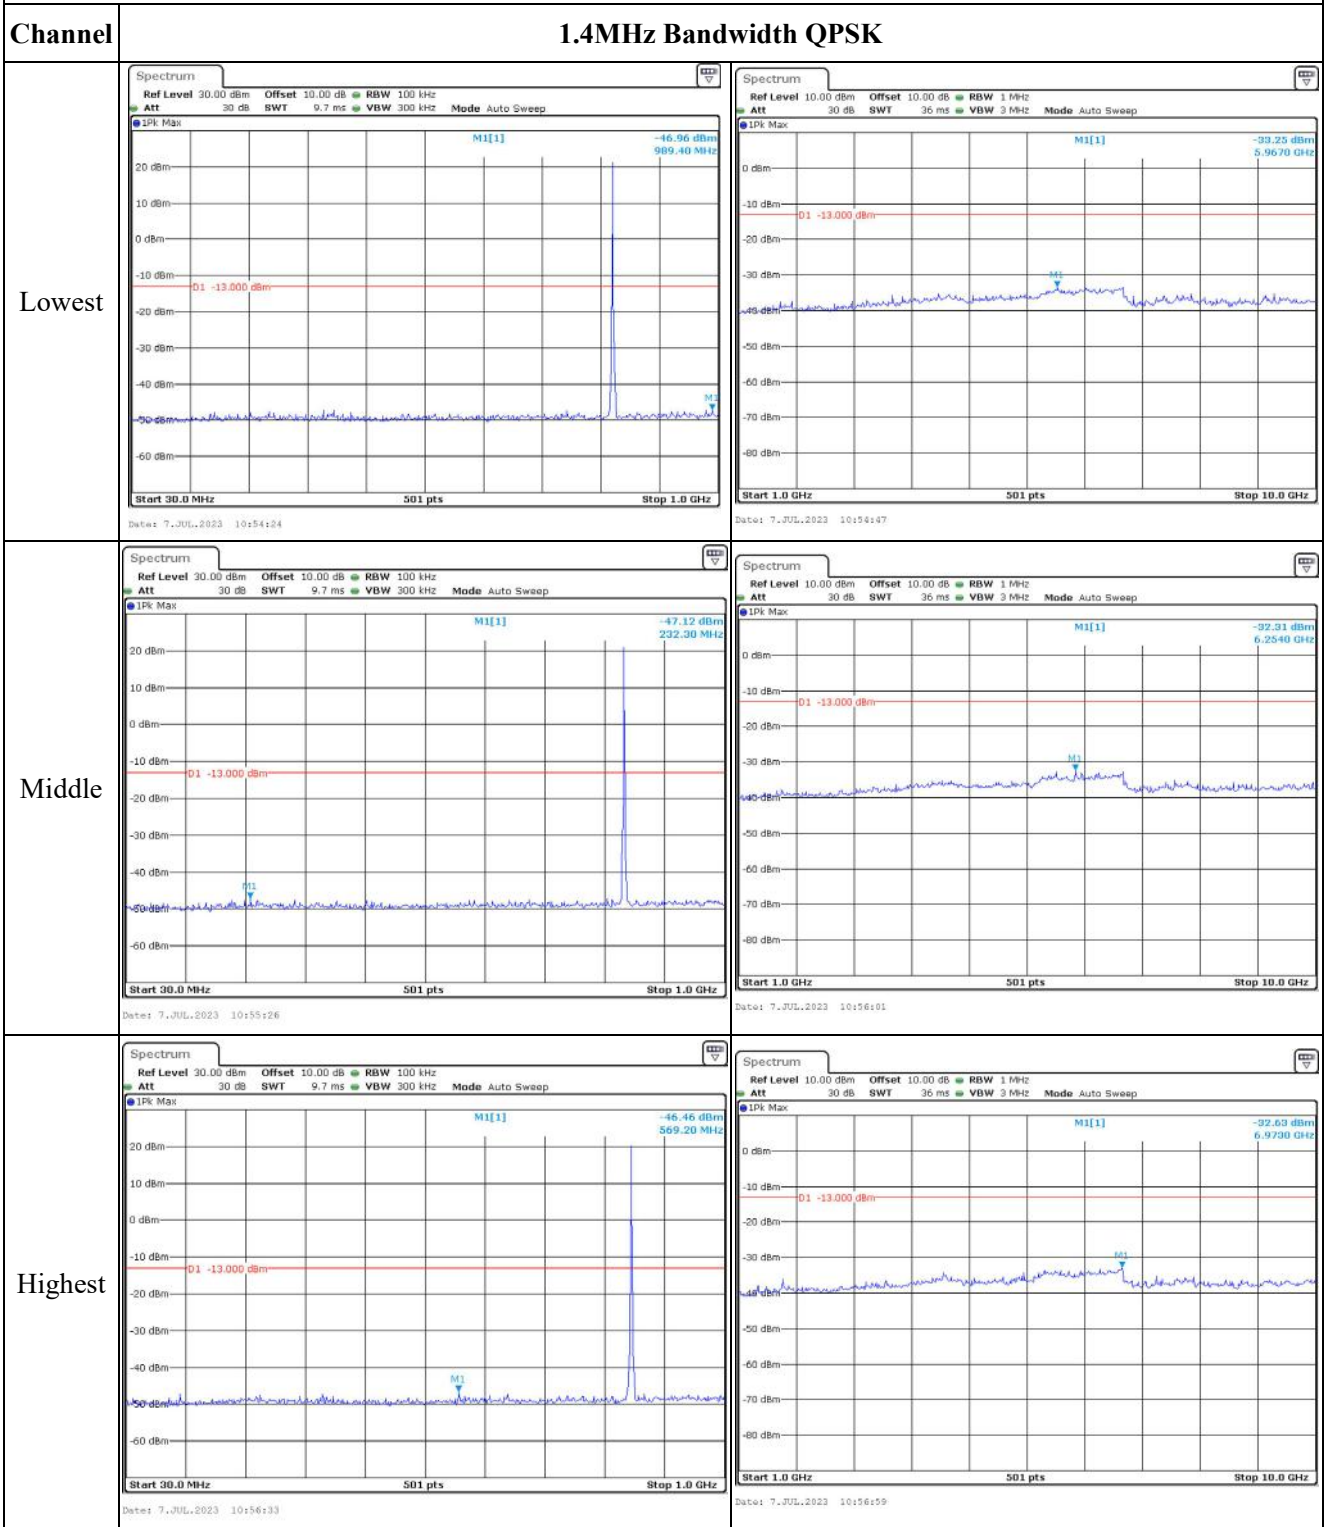 Channel 1.4MHz Bandwidth QPSK
Lowest
Spectrum
Ref Level 30.00 dBm Offset 10.00 dB RBW 100 kHz
Att 30 dB SWT 9.7 ms VBW 300 kHz Mode Auto Sweep
1Pk Max
M1[1] -46.96 dBm
989.40 MHz
20 dBm
10 dBm
0 dBm
-10 dBm
D1 -13.000 dBm
-20 dBm
-30 dBm
-40 dBm
M1
-50 dBm
-60 dBm
Start 30.0 MHz 501 pts Stop 1.0 GHz
Date: 7.JUL.2023 10:54:24
Spectrum
Ref Level 10.00 dBm Offset 10.00 dB RBW 1 MHz
Att 30 dB SWT 36 ms VBW 3 MHz Mode Auto Sweep
1Pk Max
M1[1] -33.25 dBm
5.9670 GHz
0 dBm
-10 dBm
D1 -13.000 dBm
-20 dBm
-30 dBm
M1
-40 dBm
-50 dBm
-60 dBm
-70 dBm
-80 dBm
Start 1.0 GHz 501 pts Stop 10.0 GHz
Date: 7.JUL.2023 10:54:47
Middle
Spectrum
Ref Level 30.00 dBm Offset 10.00 dB RBW 100 kHz
Att 30 dB SWT 9.7 ms VBW 300 kHz Mode Auto Sweep
1Pk Max
M1[1] -47.12 dBm
232.30 MHz
20 dBm
10 dBm
0 dBm
-10 dBm
D1 -13.000 dBm
-20 dBm
-30 dBm
-40 dBm
M1
-50 dBm
-60 dBm
Start 30.0 MHz 501 pts Stop 1.0 GHz
Date: 7.JUL.2023 10:55:26
Spectrum
Ref Level 10.00 dBm Offset 10.00 dB RBW 1 MHz
Att 30 dB SWT 36 ms VBW 3 MHz Mode Auto Sweep
1Pk Max
M1[1] -32.31 dBm
6.2540 GHz
0 dBm
-10 dBm
D1 -13.000 dBm
-20 dBm
-30 dBm
M1
-40 dBm
-50 dBm
-60 dBm
-70 dBm
-80 dBm
Start 1.0 GHz 501 pts Stop 10.0 GHz
Date: 7.JUL.2023 10:56:01
Highest
Spectrum
Ref Level 30.00 dBm Offset 10.00 dB RBW 100 kHz
Att 30 dB SWT 9.7 ms VBW 300 kHz Mode Auto Sweep
1Pk Max
M1[1] -46.46 dBm
569.20 MHz
20 dBm
10 dBm
0 dBm
-10 dBm
D1 -13.000 dBm
-20 dBm
-30 dBm
-40 dBm
M1
-50 dBm
-60 dBm
Start 30.0 MHz 501 pts Stop 1.0 GHz
Date: 7.JUL.2023 10:56:33
Spectrum
Ref Level 10.00 dBm Offset 10.00 dB RBW 1 MHz
Att 30 dB SWT 36 ms VBW 3 MHz Mode Auto Sweep
1Pk Max
M1[1] -32.63 dBm
6.9730 GHz
0 dBm
-10 dBm
D1 -13.000 dBm
-20 dBm
-30 dBm
M1
-40 dBm
-50 dBm
-60 dBm
-70 dBm
-80 dBm
Start 1.0 GHz 501 pts Stop 10.0 GHz
Date: 7.JUL.2023 10:56:59